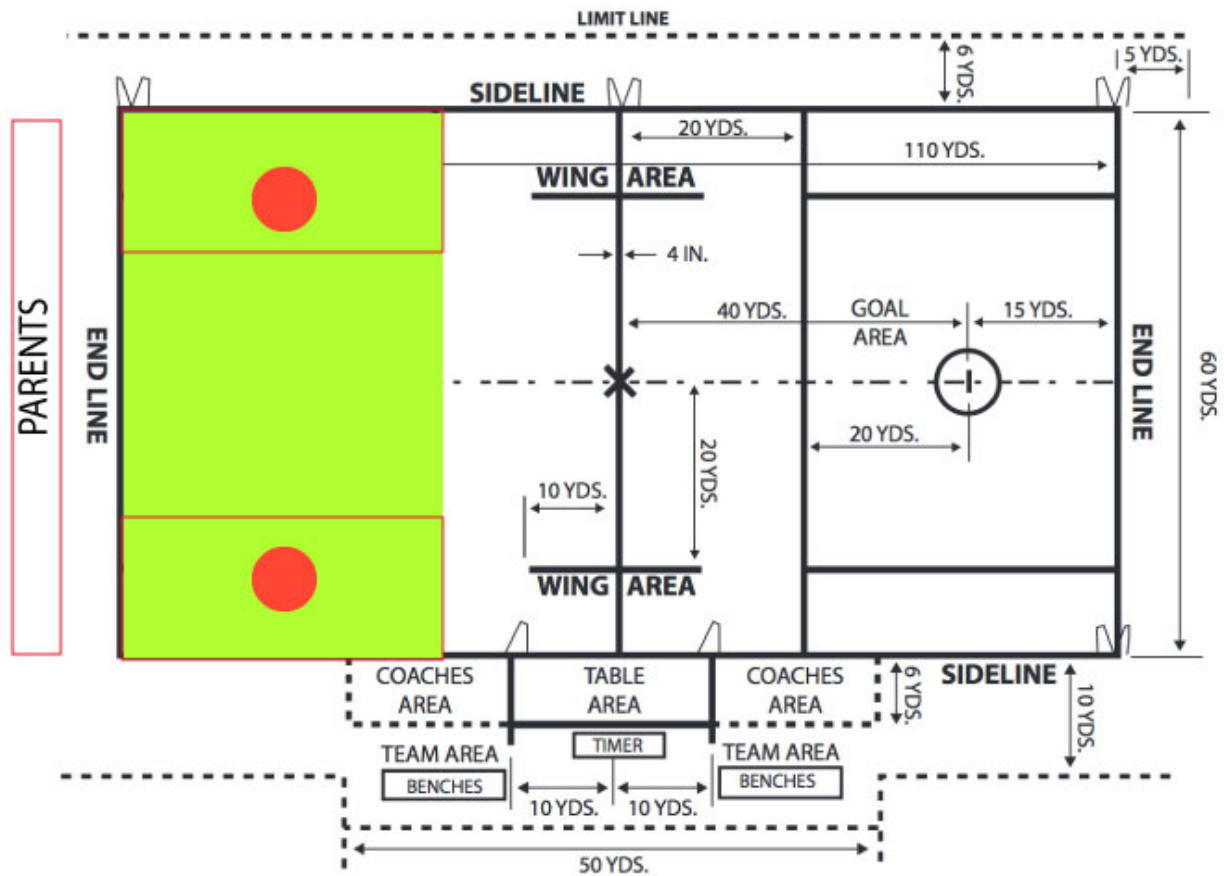 LIMIT LINE
6 YDS.
5 YDS.
SIDELINE
20 YDS.
110 YDS.
WING AREA
4 IN.
40 YDS.
GOAL
AREA
15 YDS.
PARENTS
END LINE
END LINE
60 YDS.
20 YDS.
20 YDS.
10 YDS.
WING AREA
COACHES
AREA
TABLE
AREA
COACHES
AREA
6 YDS.
SIDELINE
10 YDS.
TEAM AREA
BENCHES
TIMER
TEAM AREA
BENCHES
10 YDS.
10 YDS.
50 YDS.